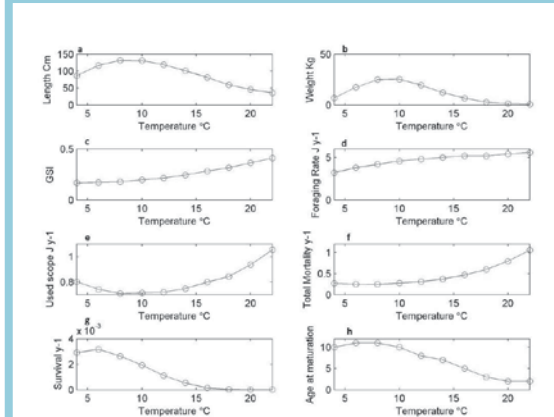 a
150
100
50
0
Length Cm
5 10 15 20
Temperature °C
b
50
0
Weight Kg
5 10 15 20
Temperature °C
c
0.5
0
GSI
5 10 15 20
Temperature °C
d
5
0
Foraging Rate J y-1
5 10 15 20
Temperature °C
e
1
0.8
Used scope J y-1
5 10 15 20
Temperature °C
f
1
0.5
0
Total Mortality y-1
5 10 15 20
Temperature °C
g
x 10-3
4
2
0
Survival y-1
5 10 15 20
Temperature °C
h
10
5
0
Age at maturation
5 10 15 20
Temperature °C